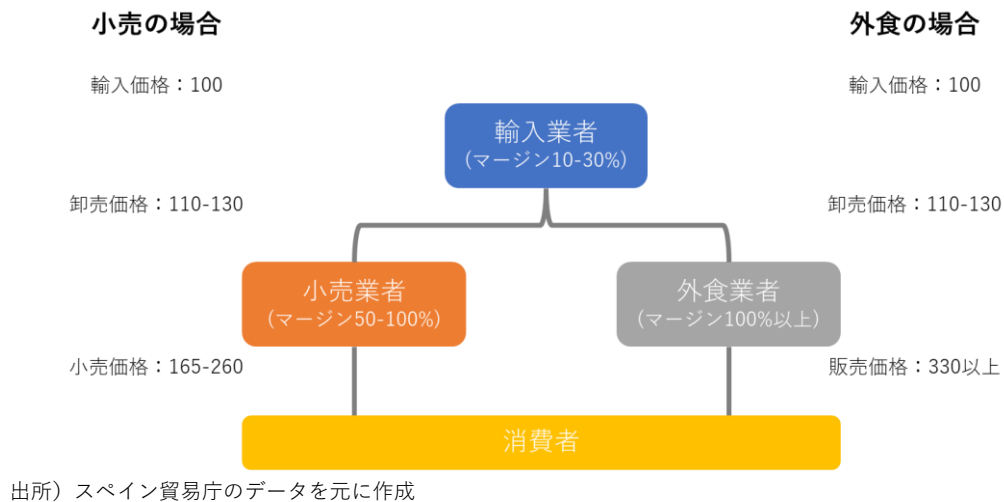 小売の場合
外食の場合
輸入価格：100
輸入価格：100
輸入業者
(マージン10-30%)
卸売価格：110-130
卸売価格：110-130
小売業者
(マージン50-100%)
外食業者
(マージン100%以上)
小売価格：165-260
販売価格：330以上
消費者
出所）スペイン貿易庁のデータを元に作成